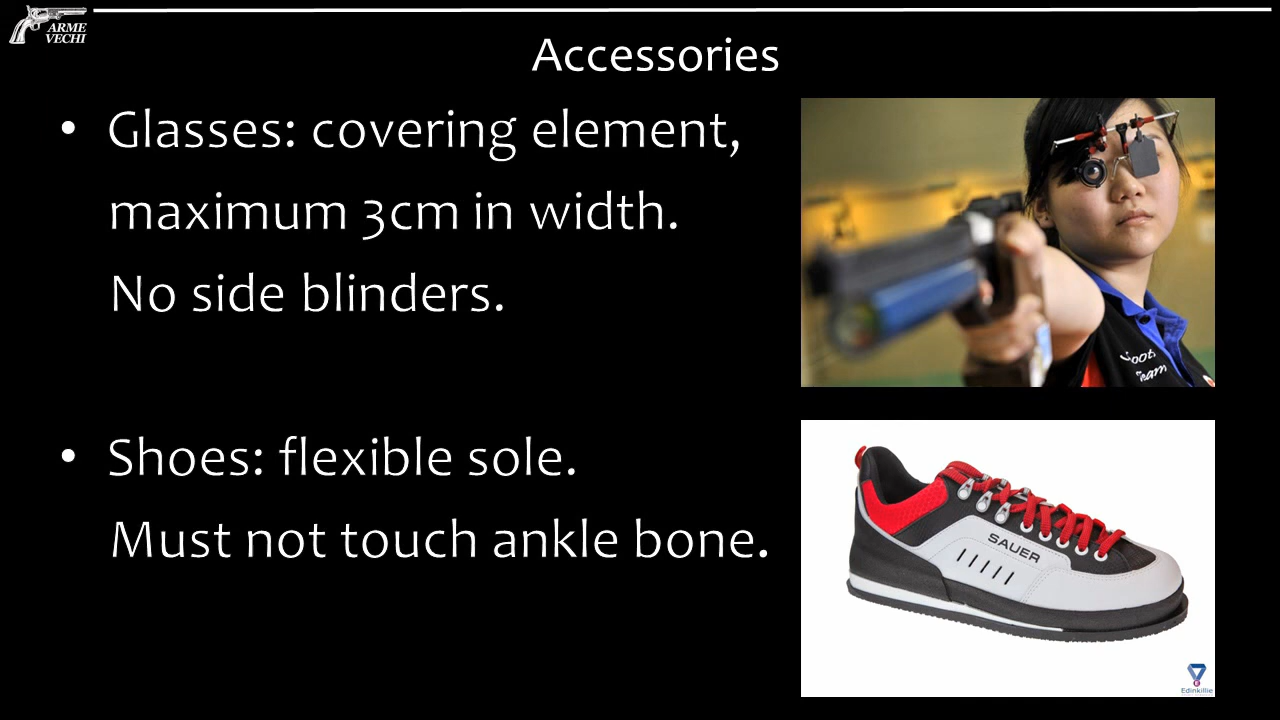 ARME
VECHI
Accessories
• Glasses: covering element,
maximum 3cm in width.
No side blinders.
• Shoes: flexible sole.
Must not touch ankle bone.
Team
SAUER
Edinkillie